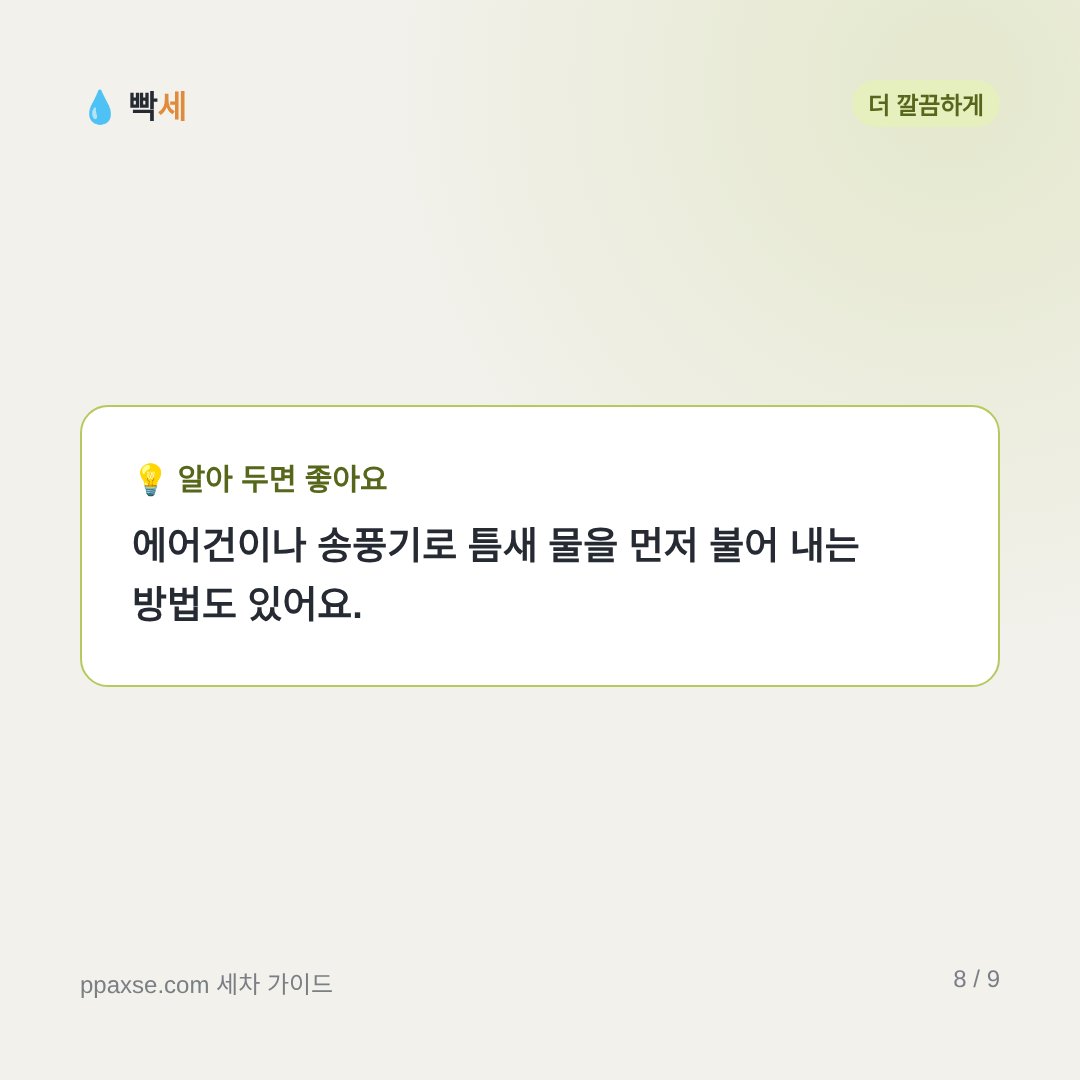 💧 빡세
더 깔끔하게
💡 알아 두면 좋아요
에어건이나 송풍기로 틈새 물을 먼저 불어 내는
방법도 있어요.
ppaxse.com 세차 가이드
8 / 9